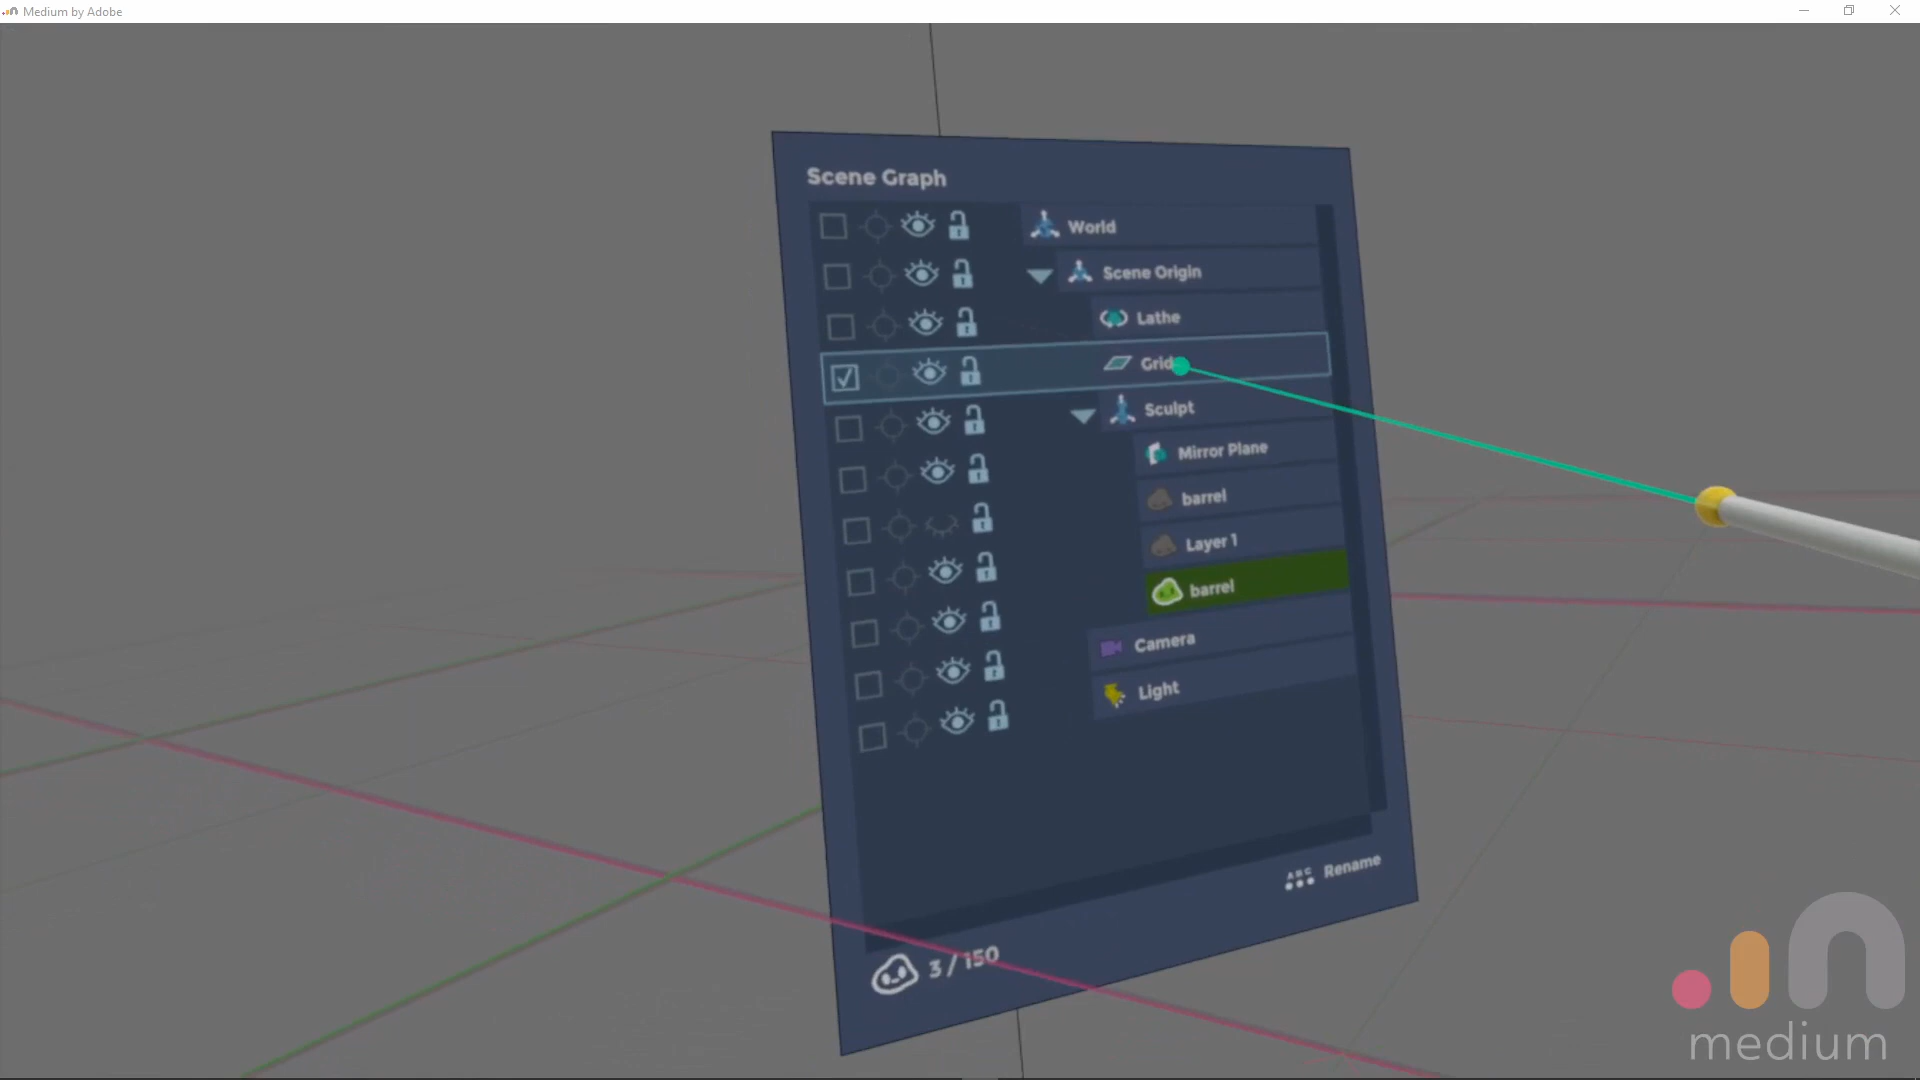 Medium by Adobe
Scene Graph
World
Scene Origin
Lathe
Grid
Sculpt
Mirror Plane
barrel
Layer 1
barrel
Camera
Light
ABC Rename
3 / 150
medium